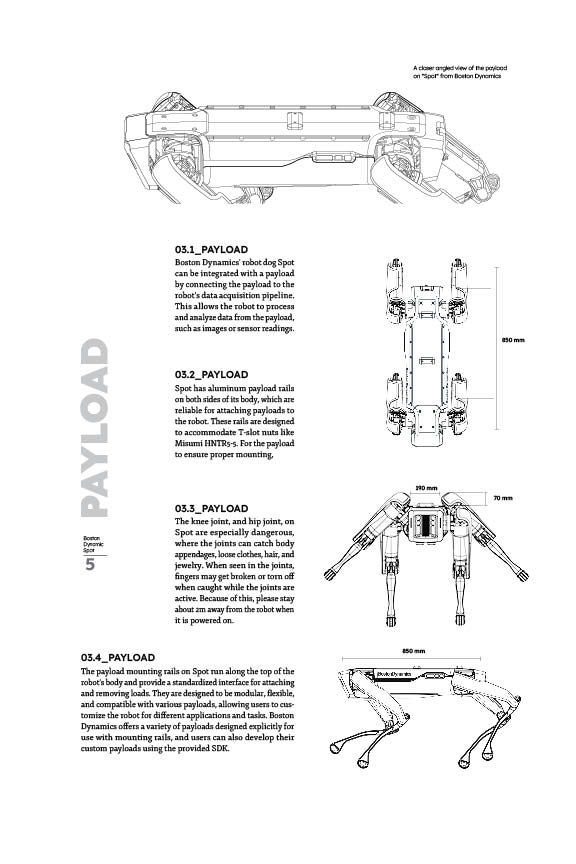 A closer angled view of the payload
on "Spot" from Boston Dynamics
03.1_PAYLOAD
Boston Dynamics' robot dog Spot
can be integrated with a payload
by connecting the payload to the
robot's data acquisition pipeline.
This allows the robot to process
and analyze data from the payload,
such as images or sensor readings.
850 mm
03.2_PAYLOAD
Spot has aluminum payload rails
on both sides of its body, which are
reliable for attaching payloads to
the robot. These rails are designed
to accommodate T-slot nuts like
Misumi HNTR5-5. For the payload
to ensure proper mounting,
PAYLOAD
190 mm
70 mm
03.3_PAYLOAD
The knee joint, and hip joint, on
Spot are especially dangerous,
where the joints can catch body
appendages, loose clothes, hair, and
jewelry. When seen in the joints,
fingers may get broken or torn off
when caught while the joints are
active. Because of this, please stay
about 2m away from the robot when
it is powered on.
Boston
Dynamic
Spot
5
03.4_PAYLOAD
The payload mounting rails on Spot run along the top of the
robot's body and provide a standardized interface for attaching
and removing loads. They are designed to be modular, flexible,
and compatible with various payloads, allowing users to cus-
tomize the robot for different applications and tasks. Boston
Dynamics offers a variety of payloads designed explicitly for
use with mounting rails, and users can also develop their
custom payloads using the provided SDK.
850 mm
BostonDynamics